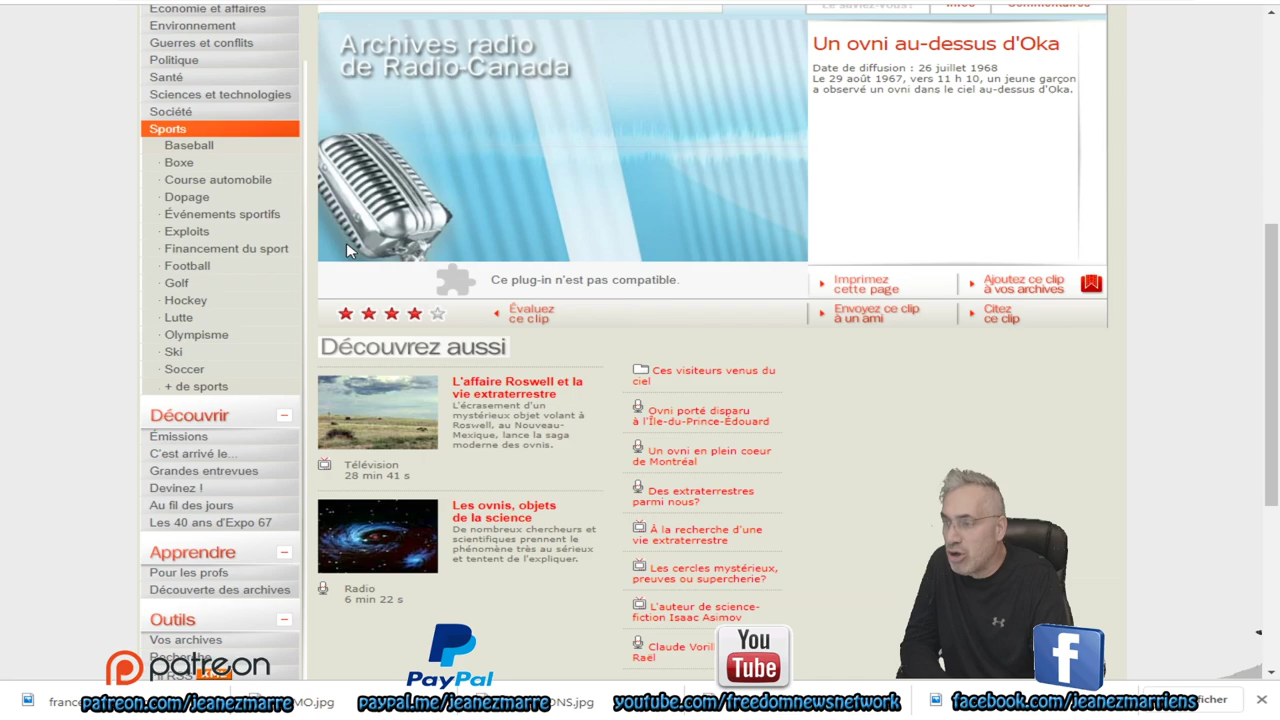 Économie et affaires
Environnement
Guerres et conflits
Politique
Santé
Sciences et technologies
Société
Sports
Baseball
· Boxe
· Course automobile
· Dopage
· Événements sportifs
· Exploits
· Financement du sport
· Football
· Golf
· Hockey
· Lutte
· Olympisme
· Ski
· Soccer
· + de sports
Découvrir
Émissions
C'est arrivé le...
Grandes entrevues
Devinez !
Au fil des jours
Les 40 ans d'Expo 67
Apprendre
Pour les profs
Découverte des archives
Outils
Vos archives
Archives radio
de Radio-Canada
Le saviez-vous?
Infos
Commentaires
Un ovni au-dessus d'Oka
Date de diffusion : 26 juillet 1968
Le 29 août 1967, vers 11 h 10, un jeune garçon
a observé un ovni dans le ciel au-dessus d'Oka.
Ce plug-in n'est pas compatible.
Évaluez
ce clip
Imprimez
cette page
Ajoutez ce clip
à vos archives
Envoyez ce clip
à un ami
Citez
ce clip
Découvrez aussi
L'affaire Roswell et la
vie extraterrestre
L'écrasement d'un
mystérieux objet volant à
Roswell, au Nouveau-
Mexique, lance la saga
moderne des ovnis.
Télévision
28 min 41 s
Les ovnis, objets
de la science
De nombreux chercheurs et
scientifiques prennent le
phénomène très au sérieux
et tentent de l'expliquer.
Radio
6 min 22 s
Ces visiteurs venus du
ciel
Ovni porté disparu
à l'Île-du-Prince-Édouard
Un ovni en plein coeur
de Montréal
Des extraterrestres
parmi nous?
À la recherche d'une
vie extraterrestre
Les cercles mystérieux,
preuves ou supercherie?
L'auteur de science-
fiction Isaac Asimov
Claude
Raël
patreon
PayPal
You
Tube
f
patreon.com/jeanezmarre
MO.jpg
paypal.me/jeanezmarre
ONS.jpg
youtube.com/freedomnewsnetwork
facebook.com/jeanezmarriens